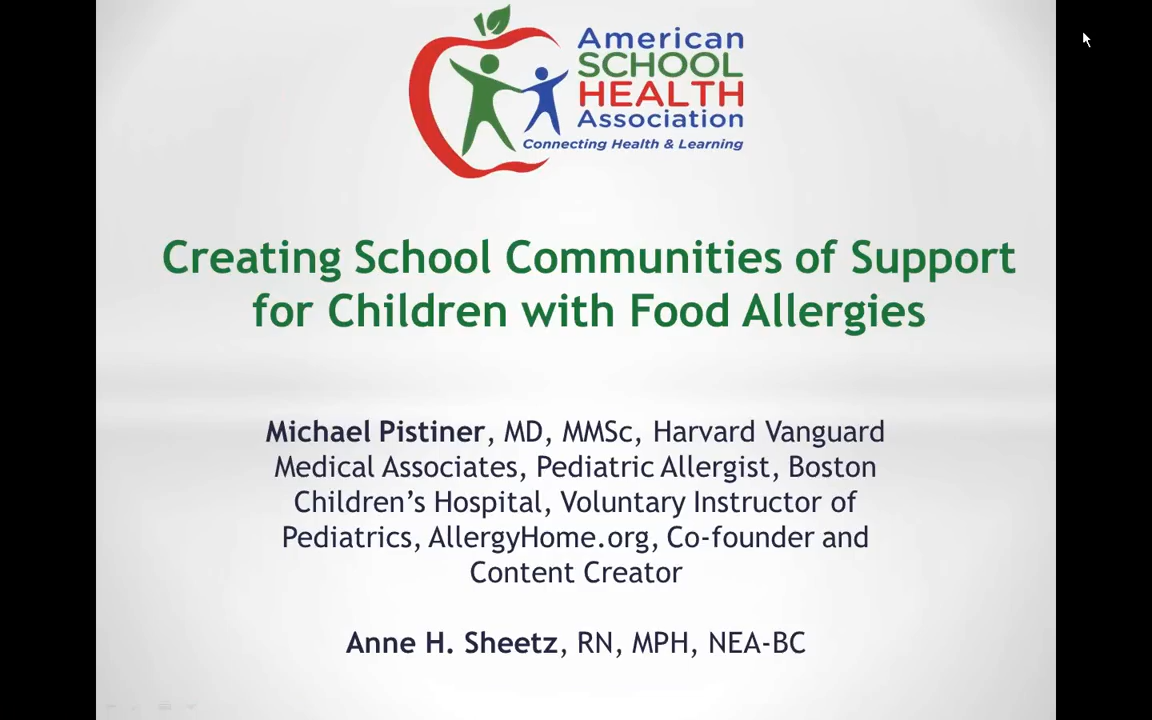 American
SCHOOL
HEALTH
Association
Connecting Health & Learning
Creating School Communities of Support
for Children with Food Allergies
Michael Pistiner, MD, MMSc, Harvard Vanguard
Medical Associates, Pediatric Allergist, Boston
Children’s Hospital, Voluntary Instructor of
Pediatrics, AllergyHome.org, Co-founder and
Content Creator
Anne H. Sheetz, RN, MPH, NEA-BC